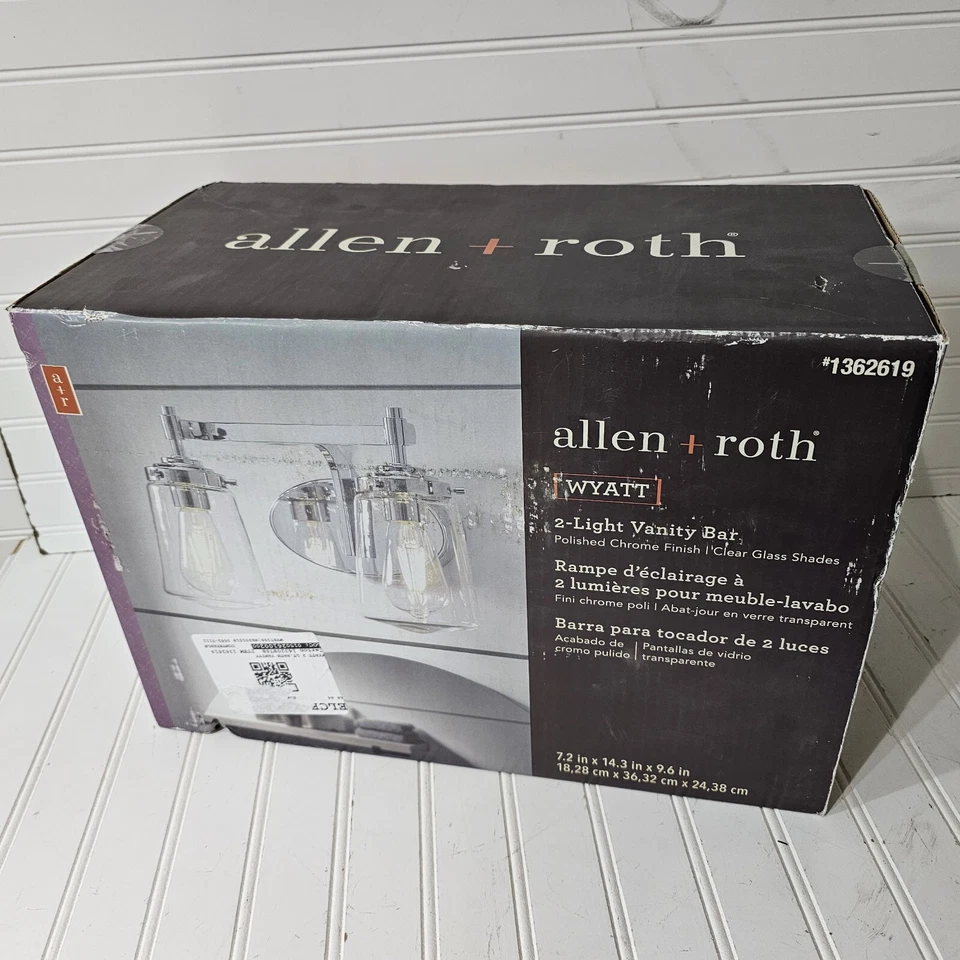 allen + roth®
a+r
#1362619
allen + roth®
WYATT
2-Light Vanity Bar
Polished Chrome Finish | Clear Glass Shades
Rampe d'éclairage à
2 lumières pour meuble-lavabo
Fini chrome poli | Abat-jour en verre transparent
Barra para tocador de 2 luces
Acabado de cromo pulido | Pantallas de vidrio transparente
7.2 in x 14.3 in x 9.6 in
18,28 cm x 36,32 cm x 24,38 cm